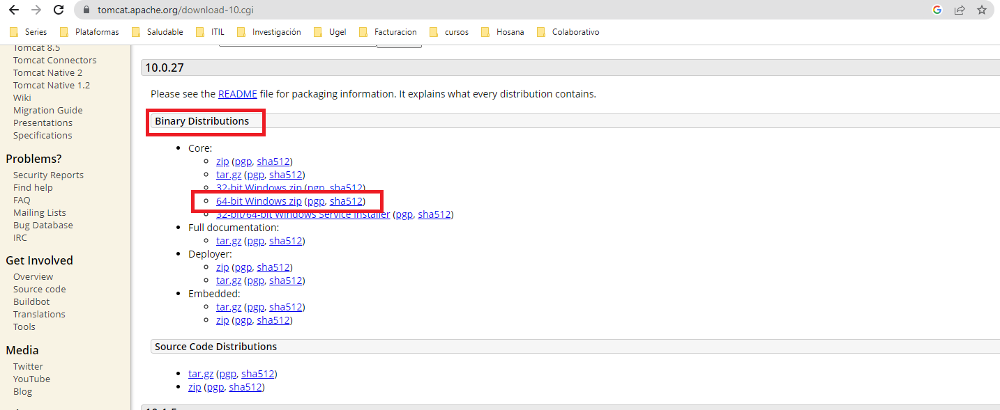 tomcat.apache.org/download-10.cgi
Series Plataformas Saludable ITIL Investigación Ugel Facturacion cursos Hosana Colaborativo
Tomcat 8.5
Tomcat Connectors
Tomcat Native 2
Tomcat Native 1.2
Wiki
Migration Guide
Presentations
Specifications
Problems?
Security Reports
Find help
FAQ
Mailing Lists
Bug Database
IRC
Get Involved
Overview
Source code
Buildbot
Translations
Tools
Media
Twitter
YouTube
Blog
10.0.27
Please see the README file for packaging information. It explains what every distribution contains.
Binary Distributions
Core:
zip (pgp, sha512)
tar.gz (pgp, sha512)
32-bit Windows zip (pgp, sha512)
64-bit Windows zip (pgp, sha512)
32-bit/64-bit Windows Service Installer (pgp, sha512)
Full documentation:
tar.gz (pgp, sha512)
Deployer:
zip (pgp, sha512)
tar.gz (pgp, sha512)
Embedded:
tar.gz (pgp, sha512)
zip (pgp, sha512)
Source Code Distributions
tar.gz (pgp, sha512)
zip (pgp, sha512)